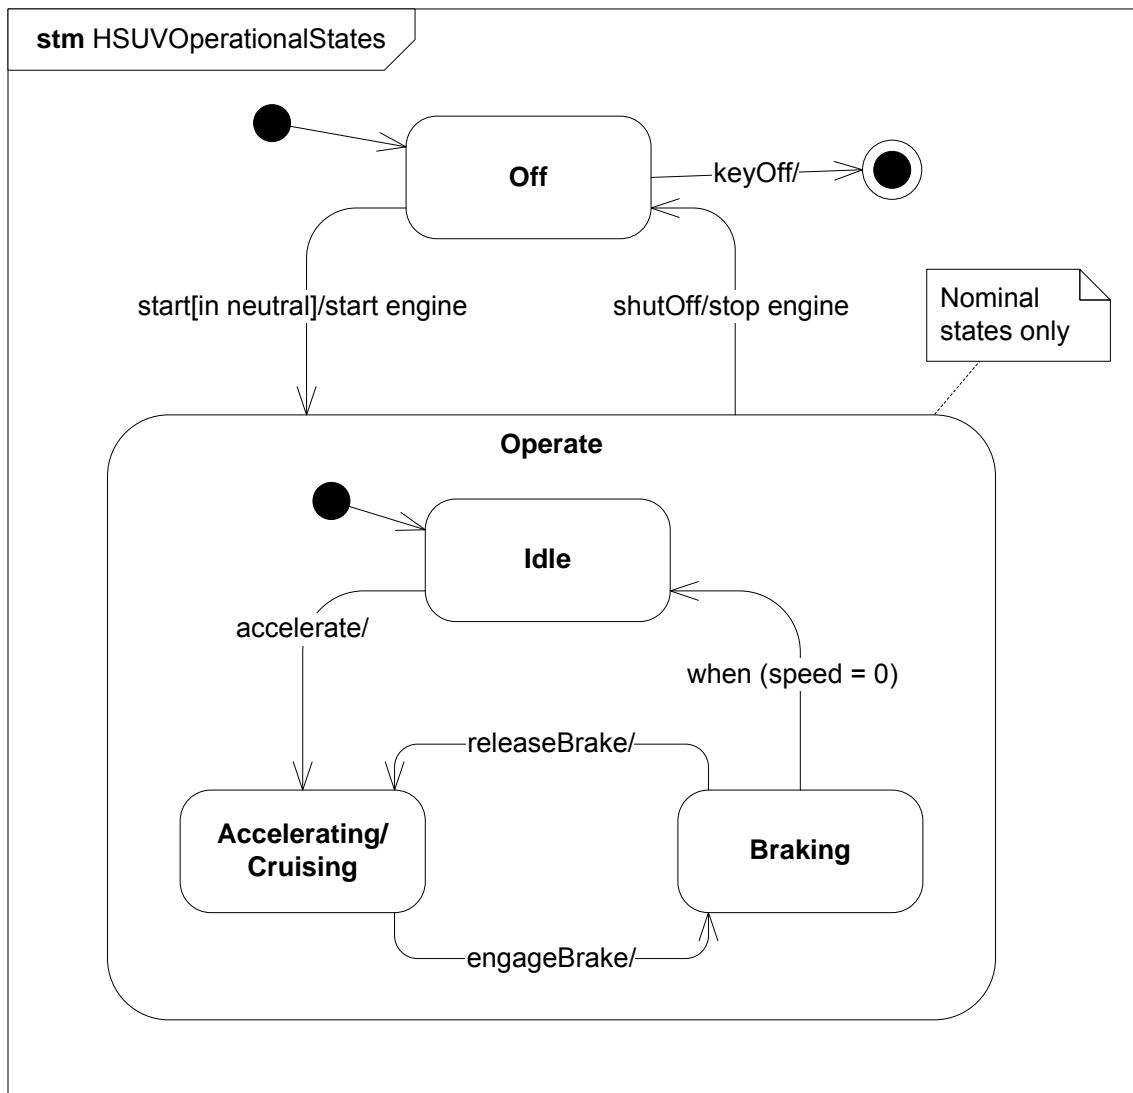 stm HSUVOperationalStates
Off
keyOff/
start[in neutral]/start engine
shutOff/stop engine
Nominal
states only
Operate
Idle
accelerate/
when (speed = 0)
releaseBrake/
Accelerating/
Cruising
Braking
engageBrake/